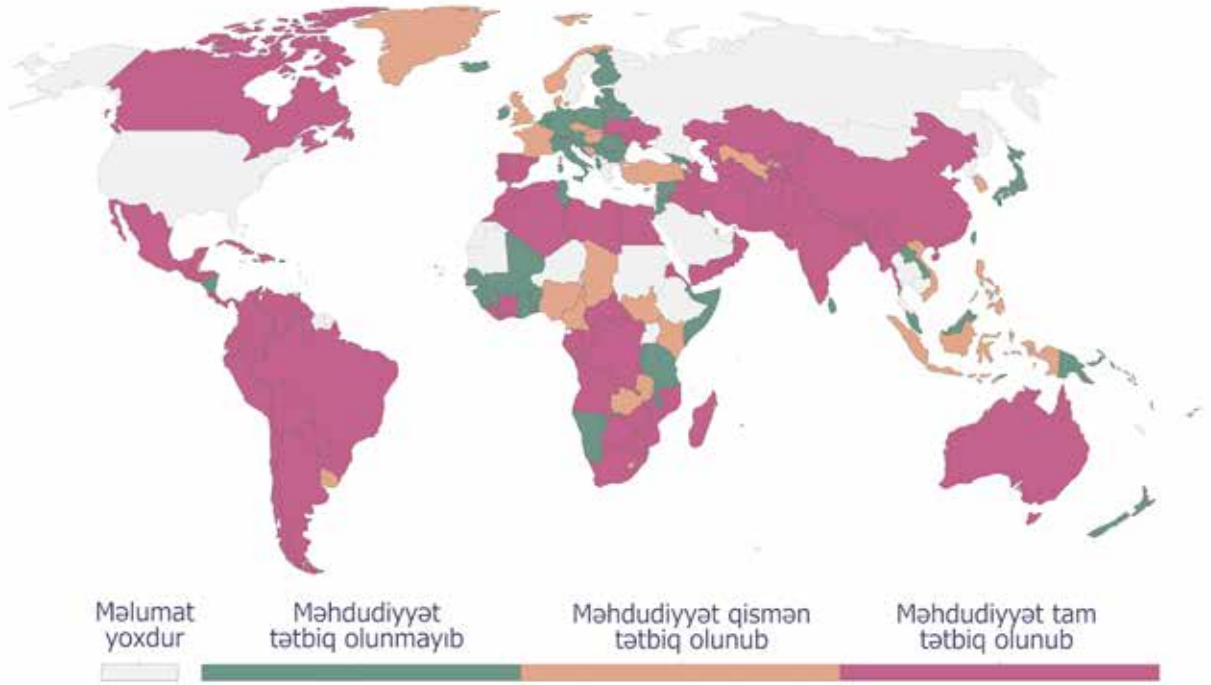 Məlumat
yoxdur
Məhdudiyyət
tətbiq olunmayıb
Məhdudiyyət qismən
tətbiq olunub
Məhdudiyyət tam
tətbiq olunub